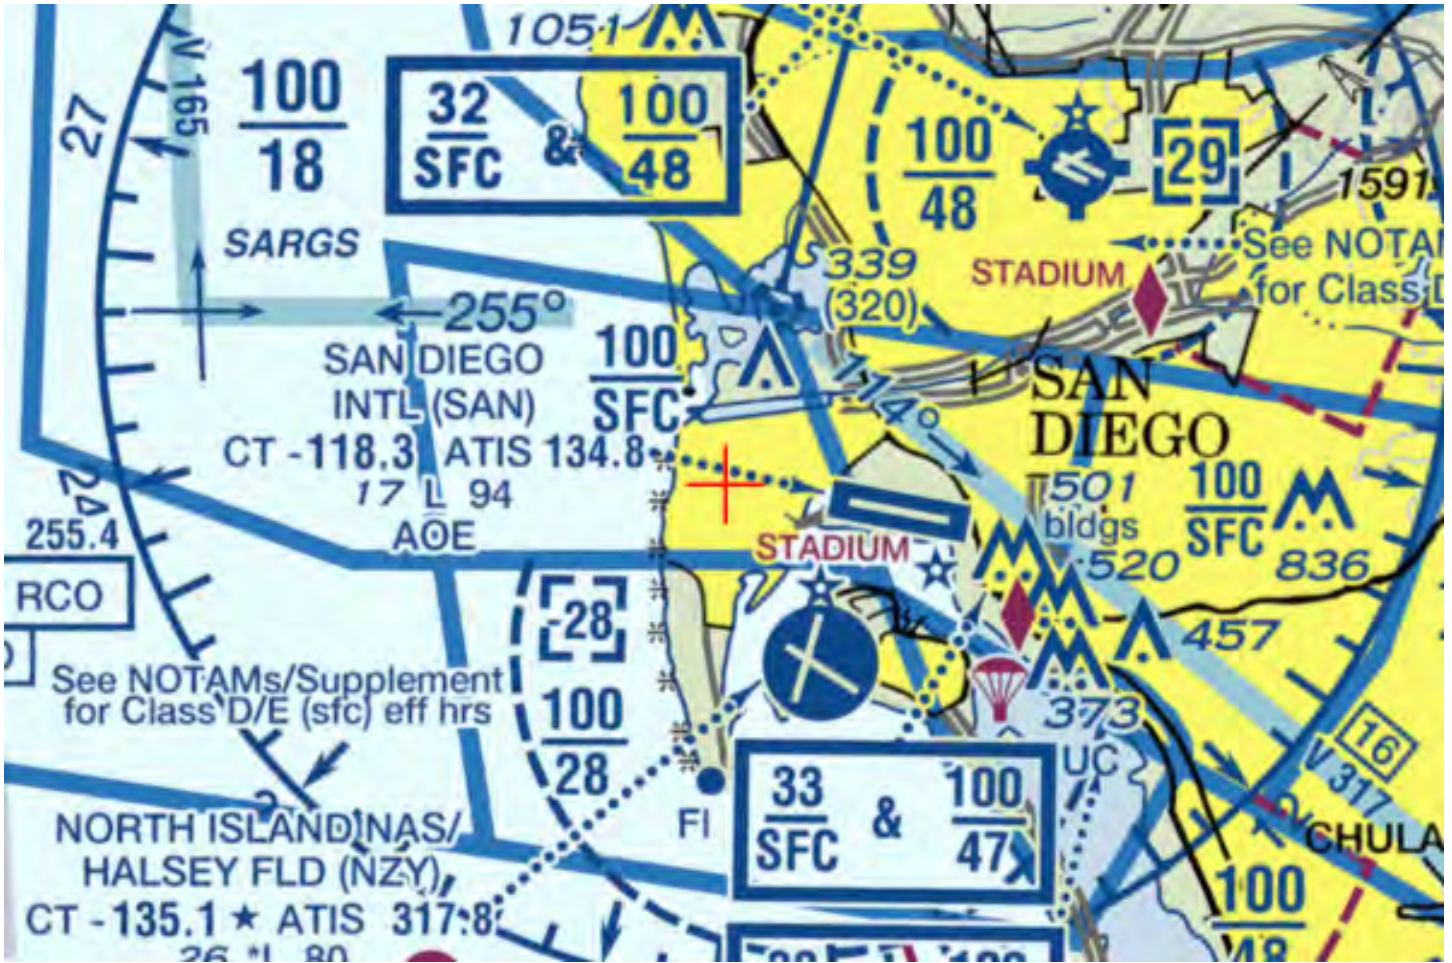 1051
V 165
27
100
18
32
SFC
&
100
48
100
48
29
1591
SARGS
See NOTA
for Class D
STADIUM
339
(320)
255°
SAN DIEGO
INTL (SAN)
CT - 118.3 ATIS 134.8
17 L 94
AOE
100
SFC
114°
SAN
DIEGO
24
255.4
RCO
501
bldgs
520
100
SFC
836
STADIUM
28
457
See NOTAMs/Supplement
for Class D/E (sfc) eff hrs
100
28
373
UC
16
V 317
33
SFC
&
100
47
FI
CHULA
NORTH ISLAND NAS/
HALSEY FLD (NZY)
CT - 135.1 ★ ATIS 317.8
26 *L 80
100
48